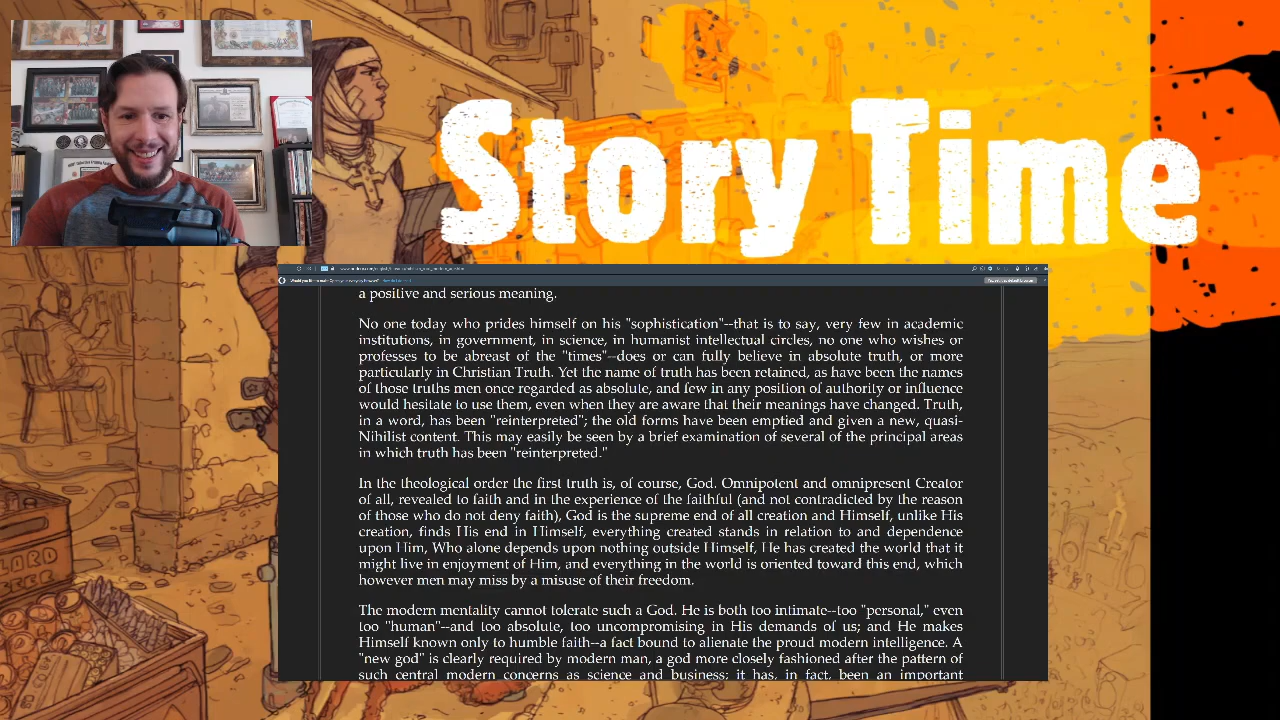 Story Time
a positive and serious meaning.
No one today who prides himself on his "sophistication"--that is to say, very few in academic
institutions, in government, in science, in humanist intellectual circles, no one who wishes or
professes to be abreast of the "times"--does or can fully believe in absolute truth, or more
particularly in Christian Truth. Yet the name of truth has been retained, as have been the names
of those truths men once regarded as absolute, and few in any position of authority or influence
would hesitate to use them, even when they are aware that their meanings have changed. Truth,
in a word, has been "reinterpreted"; the old forms have been emptied and given a new, quasi-
Nihilist content. This may easily be seen by a brief examination of several of the principal areas
in which truth has been "reinterpreted."
In the theological order the first truth is, of course, God. Omnipotent and omnipresent Creator
of all, revealed to faith and in the experience of the faithful (and not contradicted by the reason
of those who do not deny faith), God is the supreme end of all creation and Himself, unlike His
creation, finds His end in Himself, everything created stands in relation to and dependence
upon Him, Who alone depends upon nothing outside Himself, He has created the world that it
might live in enjoyment of Him, and everything in the world is oriented toward this end, which
however men may miss by a misuse of their freedom.
The modern mentality cannot tolerate such a God. He is both too intimate--too "personal," even
too "human"--and too absolute, too uncompromising in His demands of us; and He makes
Himself known only to humble faith--a fact bound to alienate the proud modern intelligence. A
"new god" is clearly required by modern man, a god more closely fashioned after the pattern of
such central modern concerns as science and business; it has, in fact, been an important